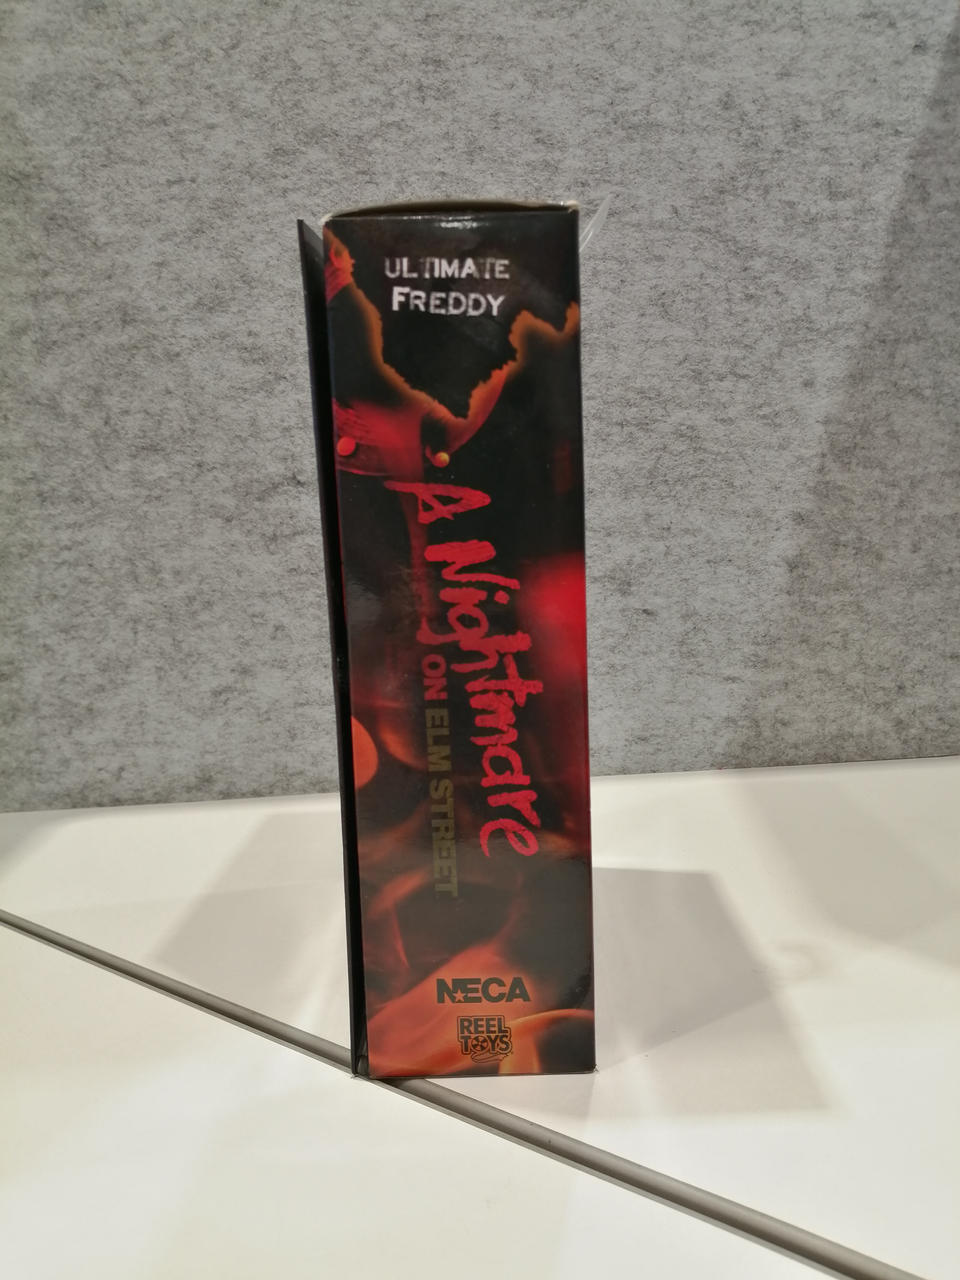 ULTIMATE
FREDDY
A Nightmare
ON ELM STREET
NECA
REEL
TOYS